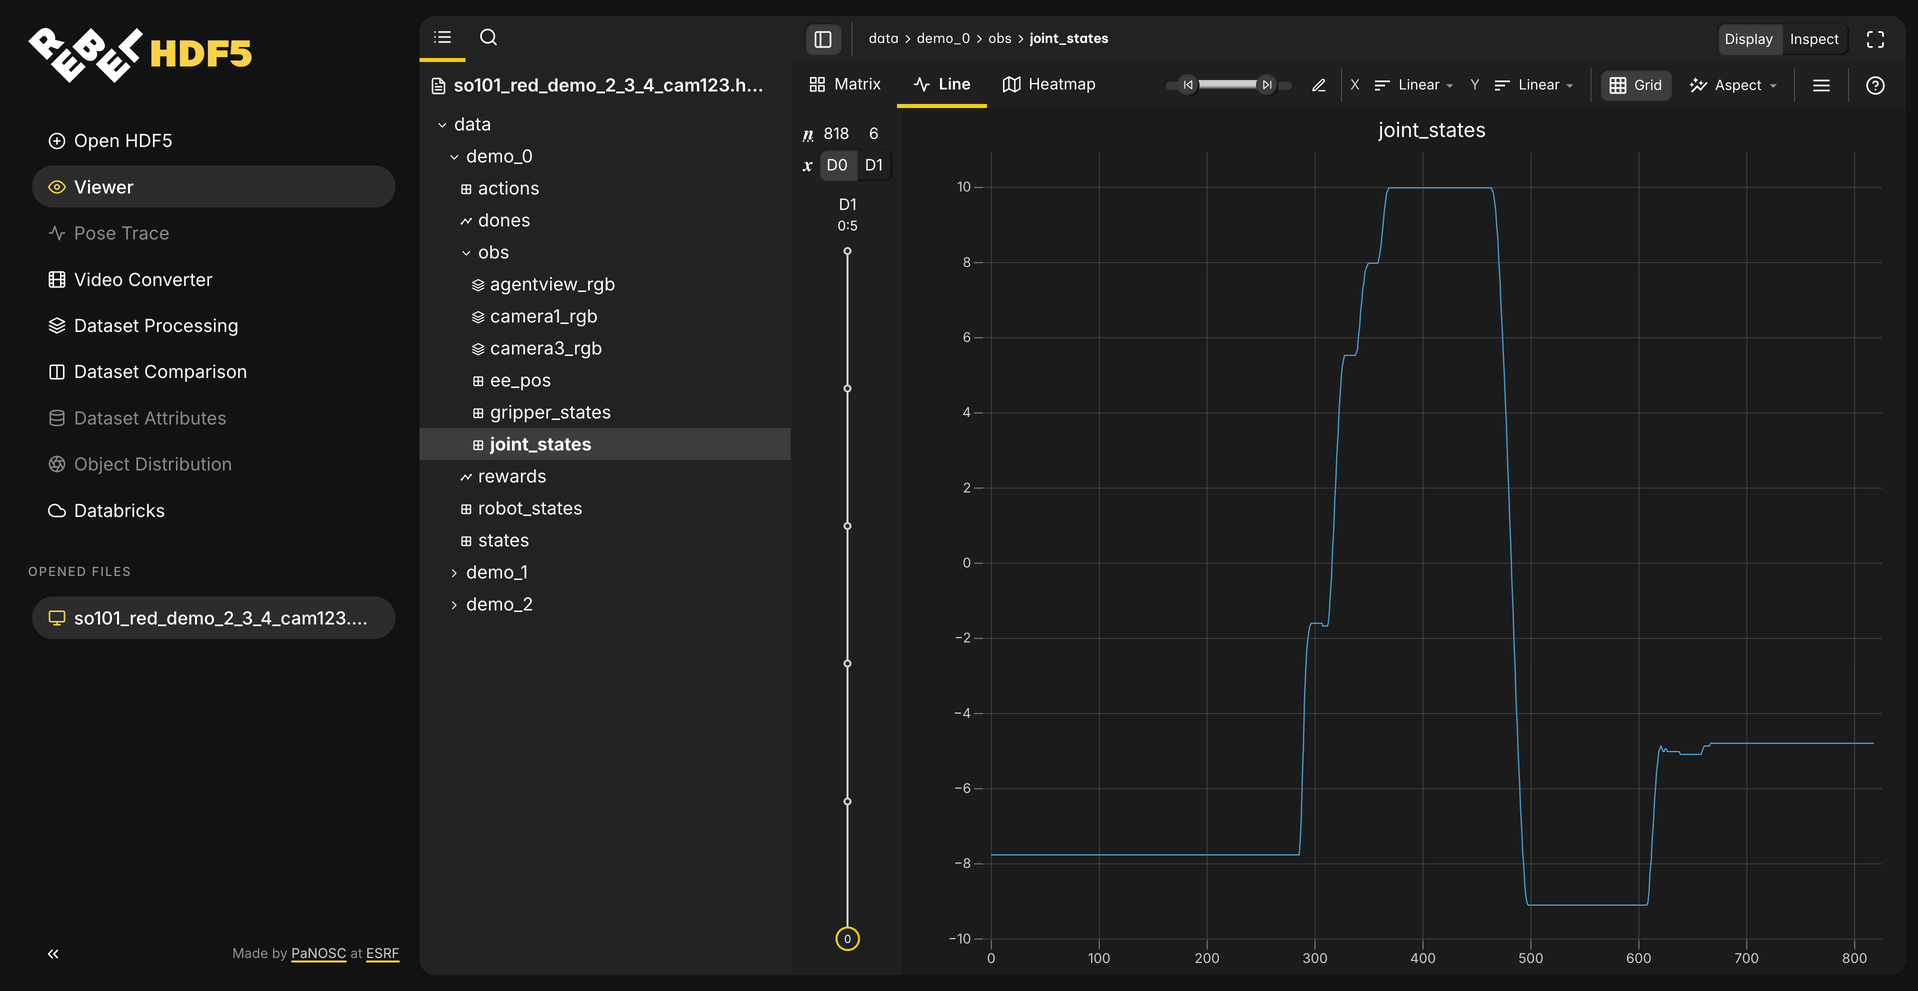 REBEL HDF5
Open HDF5
Viewer
Pose Trace
Video Converter
Dataset Processing
Dataset Comparison
Dataset Attributes
Object Distribution
Databricks
OPENED FILES
so101_red_demo_2_3_4_cam123....
Made by PaNOSC at ESRF
so101_red_demo_2_3_4_cam123.h...
data
demo_0
actions
dones
obs
agentview_rgb
camera1_rgb
camera3_rgb
ee_pos
gripper_states
joint_states
rewards
robot_states
states
demo_1
demo_2
data > demo_0 > obs > joint_states
Display Inspect
Matrix Line Heatmap X Linear Y Linear Grid Aspect
n 818 6
x D0 D1
D1
0:5
0
joint_states
10
8
6
4
2
0
−2
−4
−6
−8
−10
0 100 200 300 400 500 600 700 800